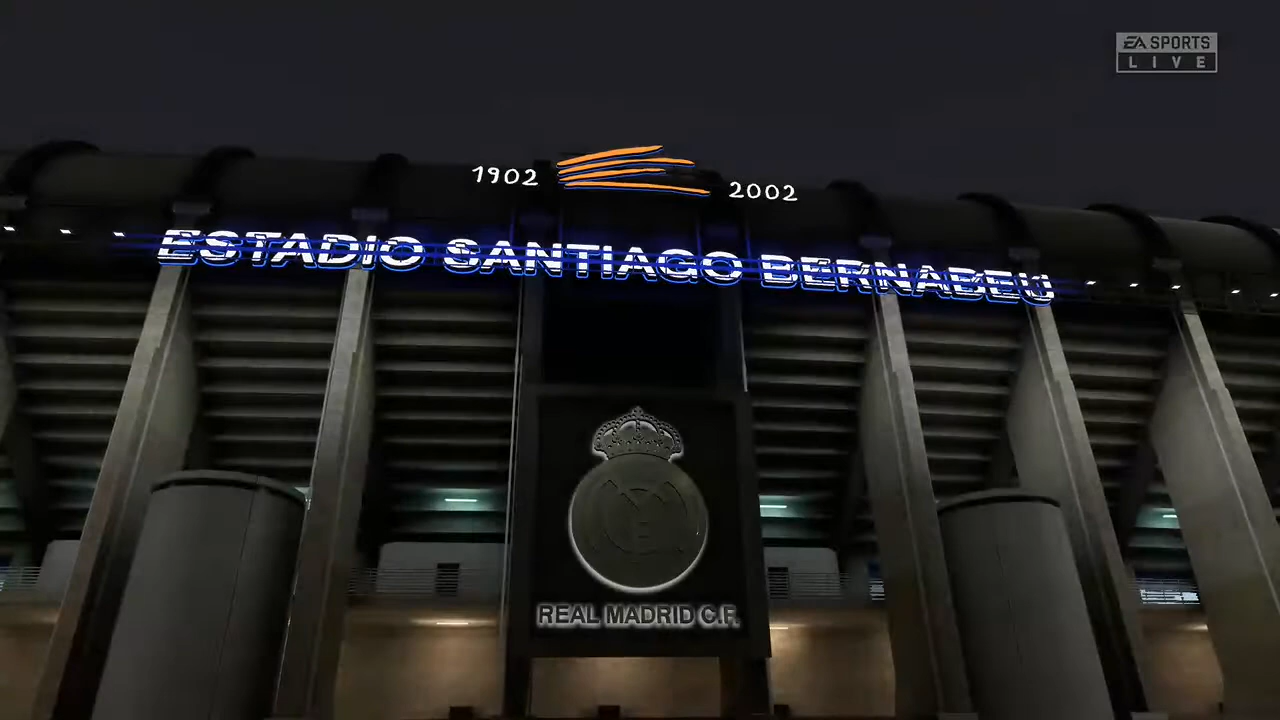 EA SPORTS
LIVE
1902 2002
ESTADIO SANTIAGO BERNABEU
REAL MADRID C.F.